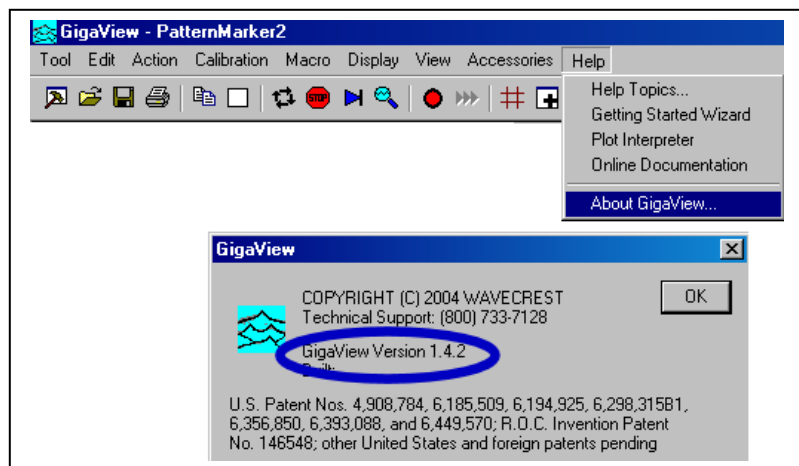 GigaView - PatternMarker2
Tool Edit Action Calibration Macro Display View Accessories Help
STOP
Help Topics...
Getting Started Wizard
Plot Interpreter
Online Documentation
About GigaView...
GigaView
COPYRIGHT (C) 2004 WAVECREST
Technical Support: (800) 733-7128
OK
GigaView Version 1.4.2
Built:
U.S. Patent Nos. 4,908,784, 6,185,509, 6,194,925, 6,298,315B1,
6,356,850, 6,393,088, and 6,449,570; R.O.C. Invention Patent
No. 146548; other United States and foreign patents pending